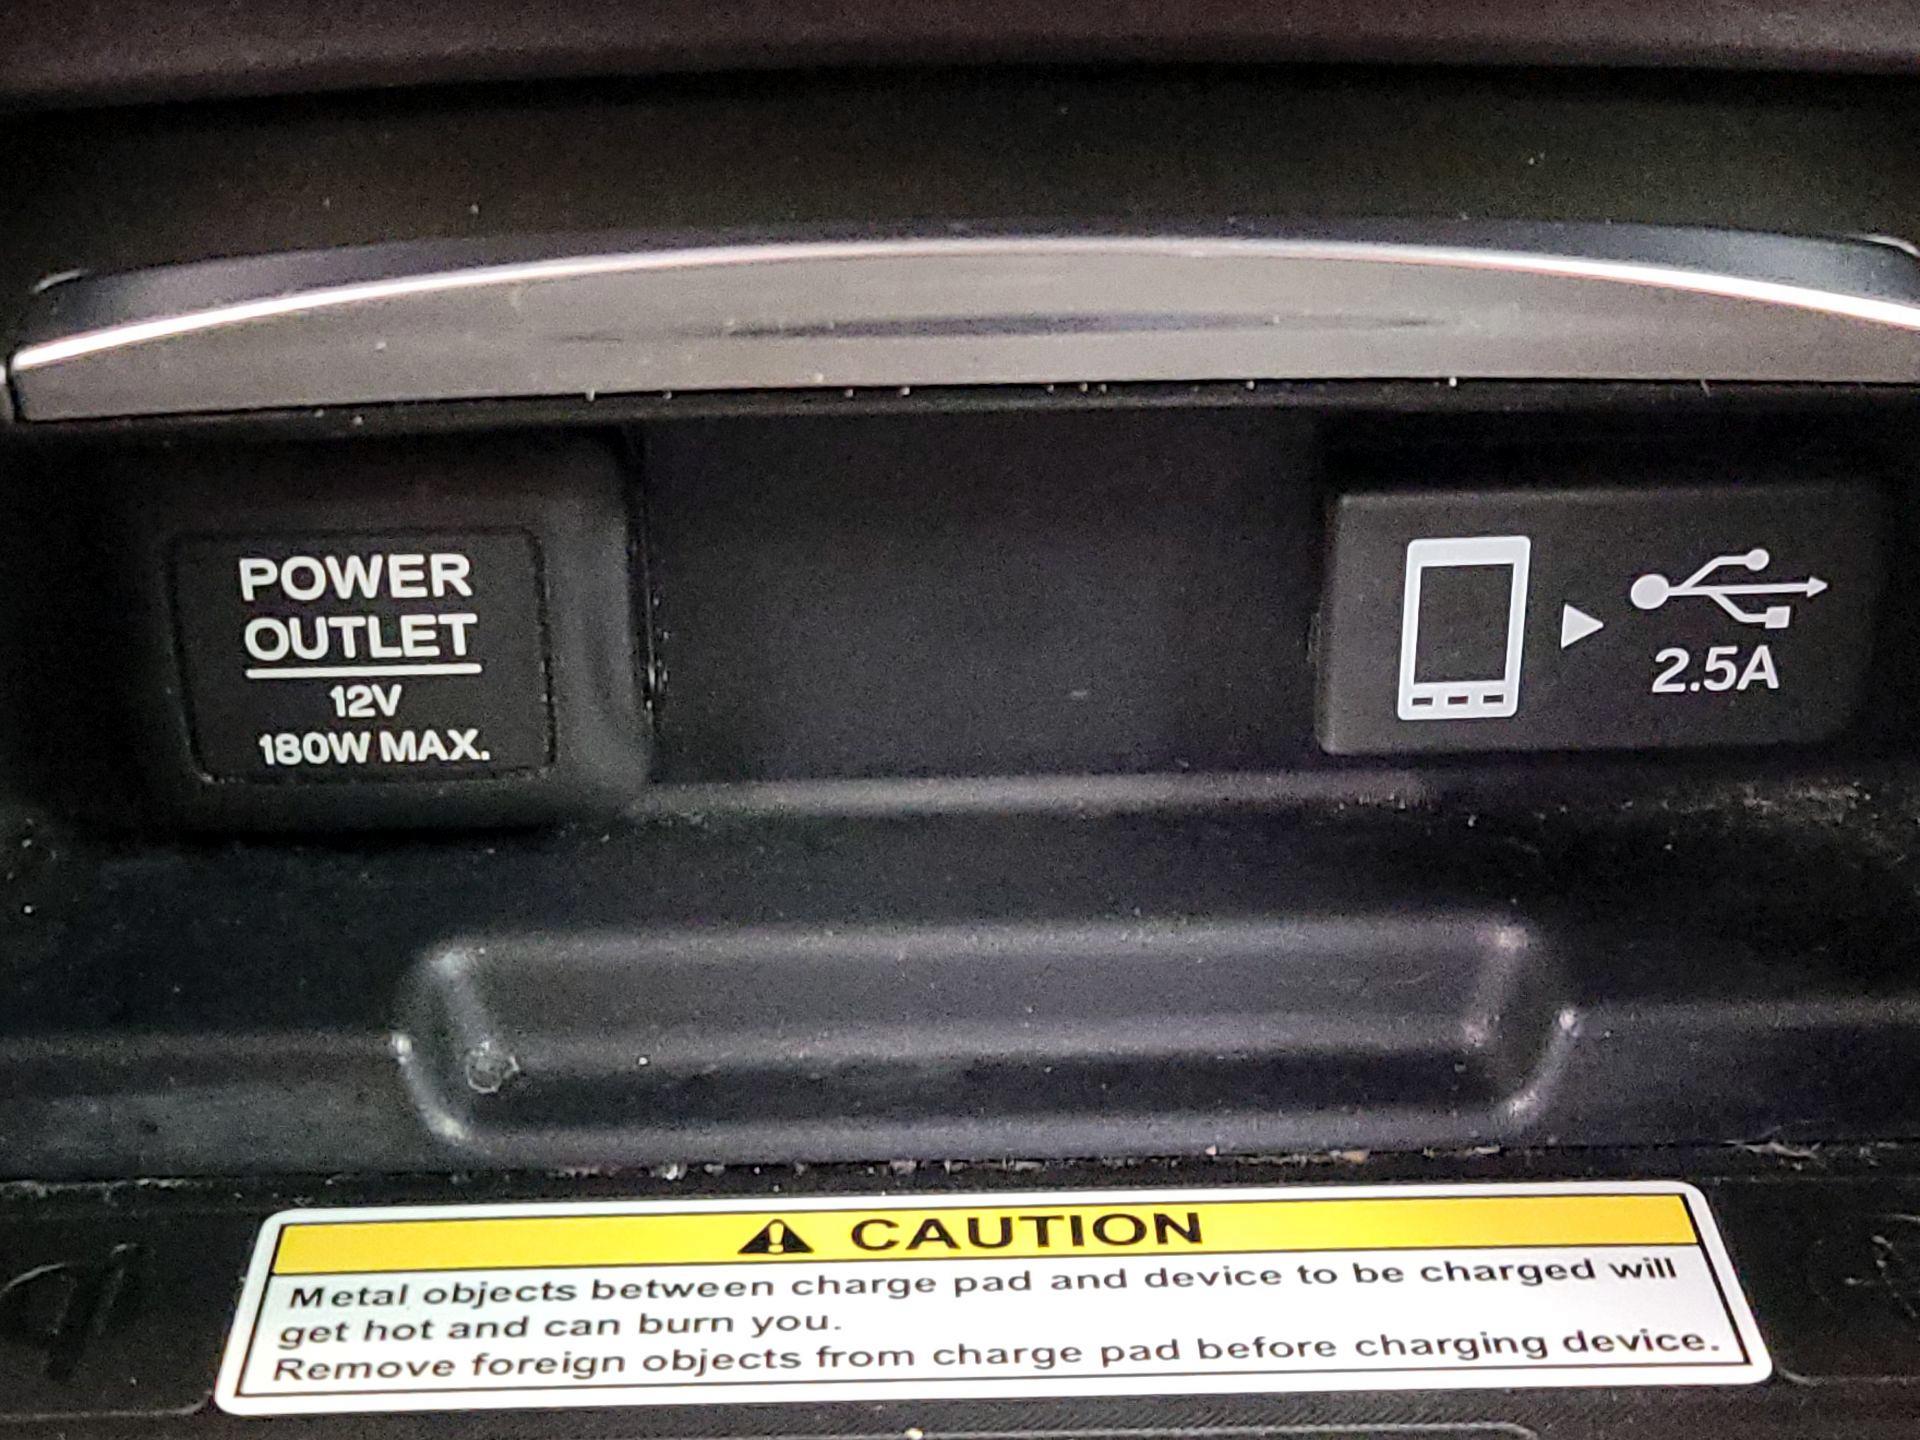 POWER
OUTLET
12V
180W MAX.
2.5A
CAUTION
Metal objects between charge pad and device to be charged will
get hot and can burn you.
Remove foreign objects from charge pad before charging device.